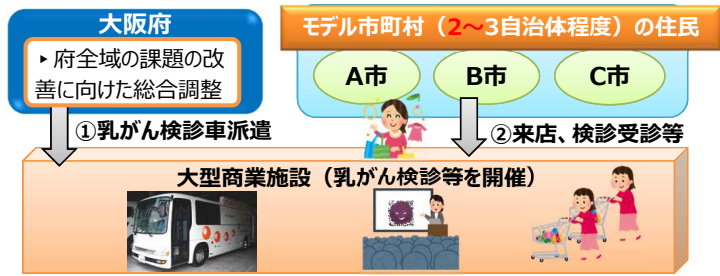 大阪府
▸府全域の課題の改
善に向けた総合調整
モデル市町村（2～3自治体程度）の住民
A市
B市
C市
①乳がん検診車派遣
②来店、検診受診等
大型商業施設（乳がん検診等を開催）